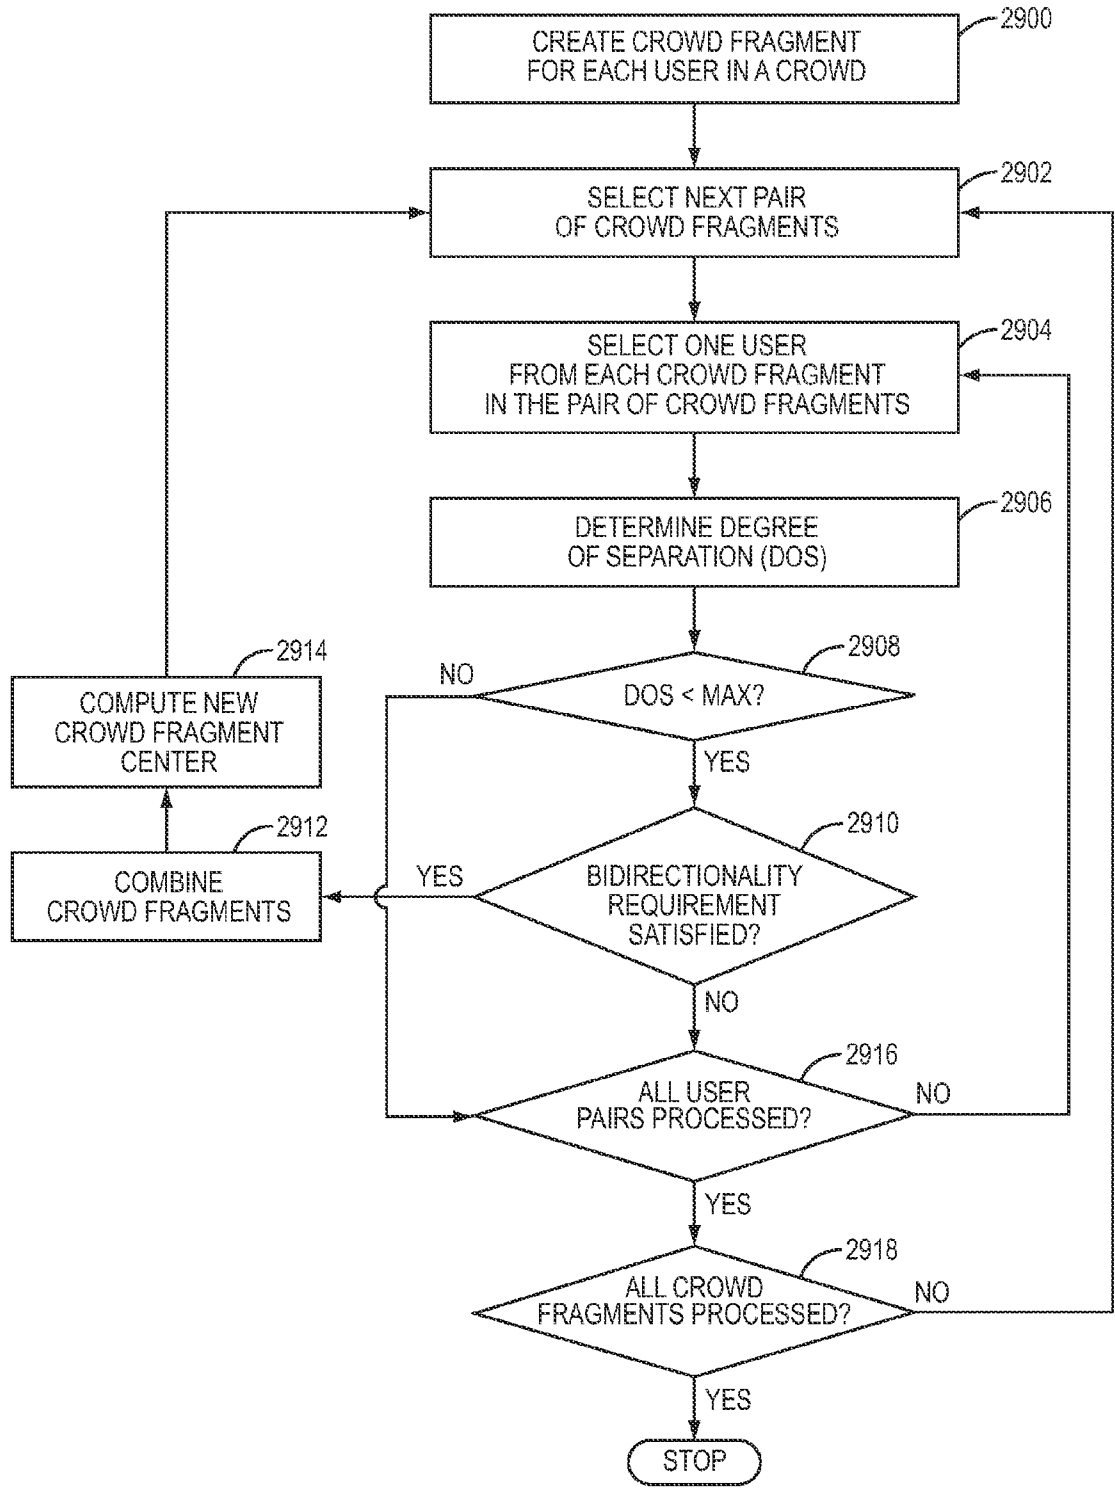 2900
CREATE CROWD FRAGMENT
FOR EACH USER IN A CROWD
2902
SELECT NEXT PAIR
OF CROWD FRAGMENTS
2904
SELECT ONE USER
FROM EACH CROWD FRAGMENT
IN THE PAIR OF CROWD FRAGMENTS
2906
DETERMINE DEGREE
OF SEPARATION (DOS)
2908
NO
DOS < MAX?
YES
2914
COMPUTE NEW
CROWD FRAGMENT
CENTER
2912
COMBINE
CROWD FRAGMENTS
2910
YES
BIDIRECTIONALITY
REQUIREMENT
SATISFIED?
NO
2916
ALL USER
PAIRS PROCESSED?
NO
YES
2918
ALL CROWD
FRAGMENTS PROCESSED?
NO
YES
STOP